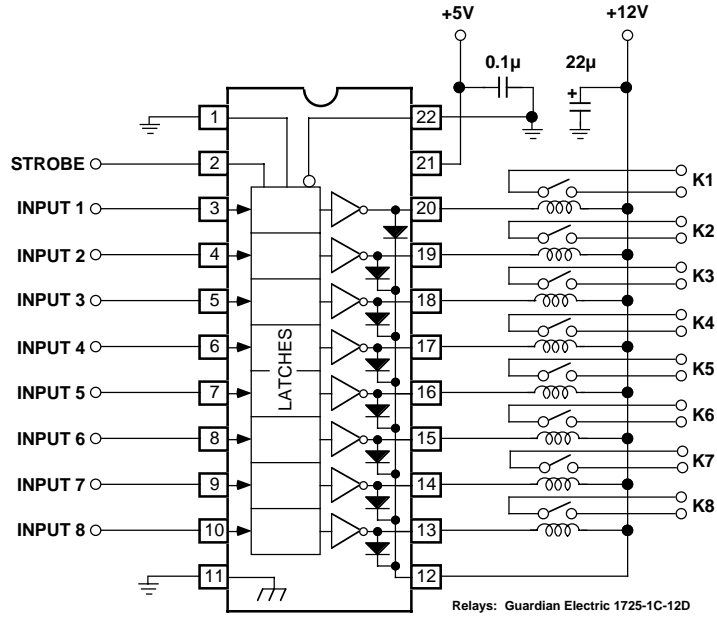 +5V
+12V
0.1µ
22µ
+
1
22
STROBE
2
21
INPUT 1
3
20
K1
INPUT 2
4
19
K2
INPUT 3
5
18
K3
INPUT 4
6
17
K4
LATCHES
INPUT 5
7
16
K5
INPUT 6
8
15
K6
INPUT 7
9
14
K7
INPUT 8
10
13
K8
11
12
Relays: Guardian Electric 1725-1C-12D